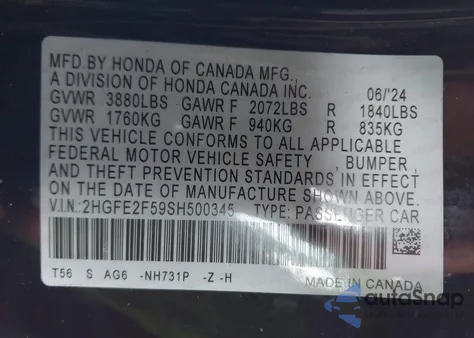 MFD.BY HONDA OF CANADA MFG.,
A DIVISION OF HONDA CANADA INC. 06/'24
GVWR 3880LBS GAWR F 2072LBS R 1840LBS
GVWR 1760KG GAWR F 940KG R 835KG
THIS VEHICLE CONFORMS TO ALL APPLICABLE
FEDERAL MOTOR VEHICLE SAFETY , BUMPER ,
AND THEFT PREVENTION STANDARDS IN EFFECT
ON THE DATE OF MANUFACTURE SHOWN ABOVE.
V.I.N.:2HGFE2F59SH500345 TYPE: PASSENGER CAR
T56 S AG6 -NH731P -Z -H
MADE IN CANADA
autoSnap